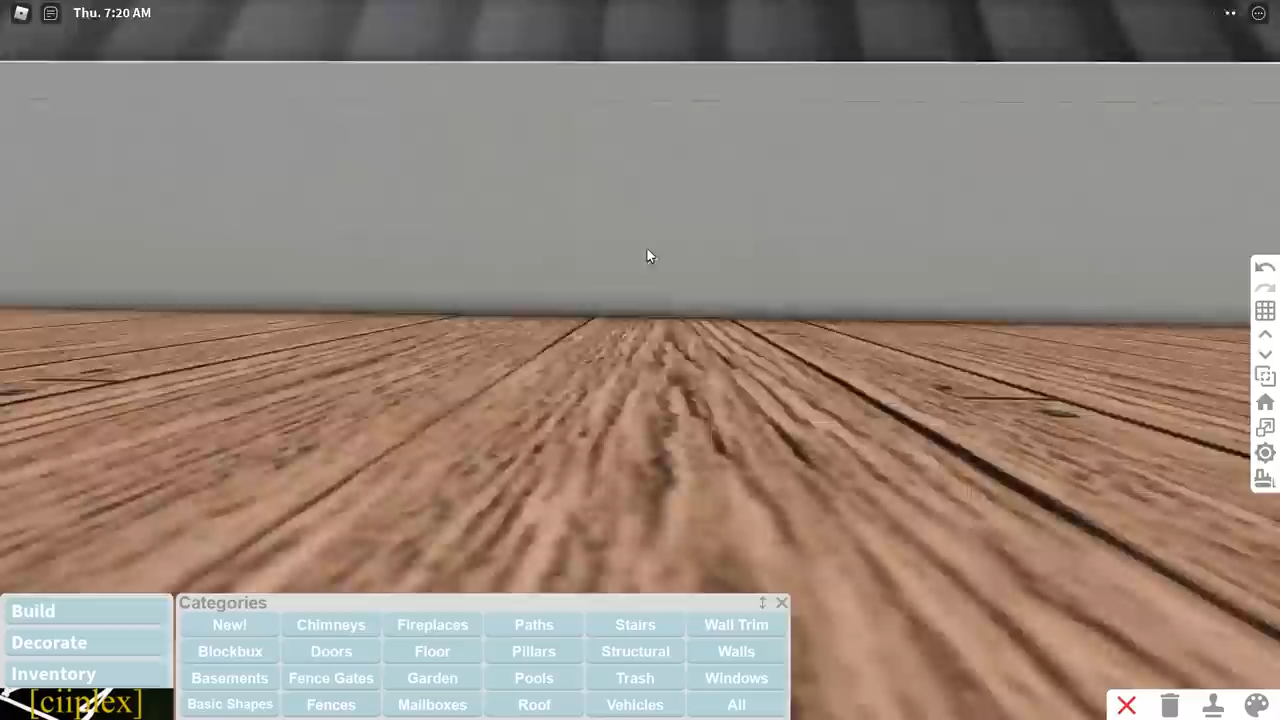 Thu. 7:20 AM
Build
Decorate
Inventory
[ciiplex]
Categories
New! Chimneys Fireplaces Paths Stairs Wall Trim
Blockbux Doors Floor Pillars Structural Walls
Basements Fence Gates Garden Pools Trash Windows
Basic Shapes Fences Mailboxes Roof Vehicles All